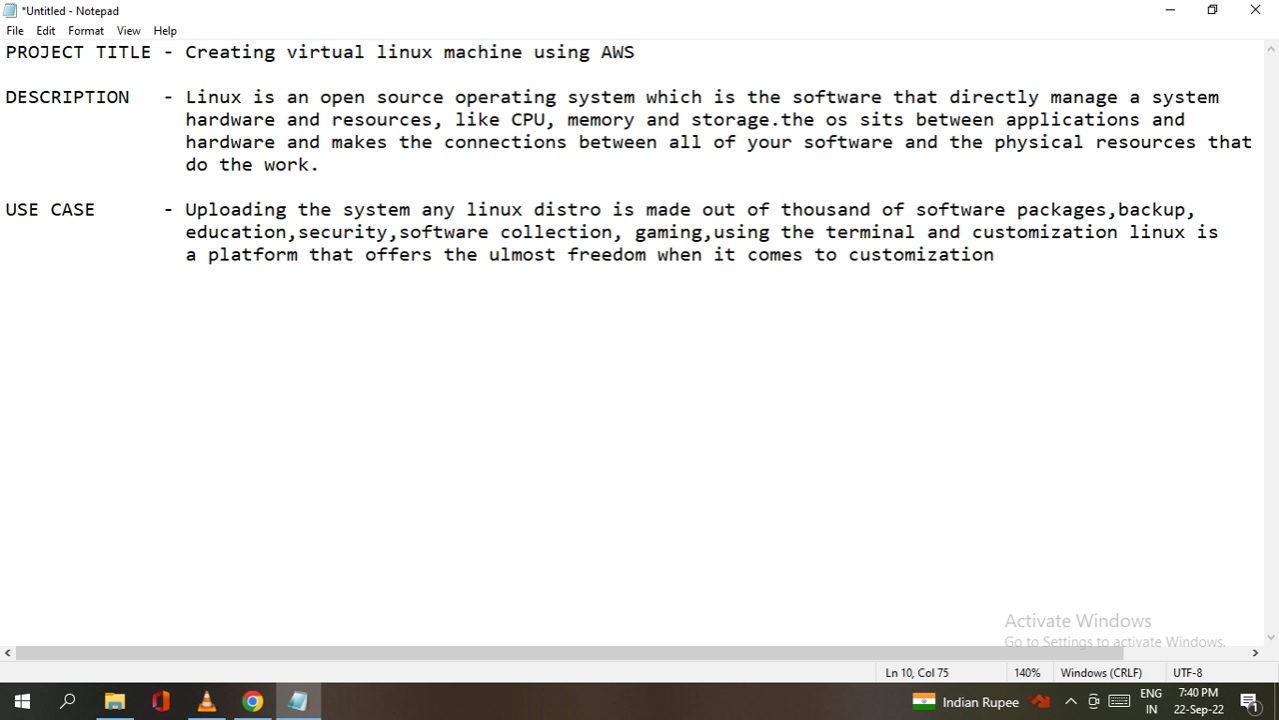 *Untitled - Notepad
File Edit Format View Help
PROJECT TITLE - Creating virtual linux machine using AWS
DESCRIPTION - Linux is an open source operating system which is the software that directly manage a system
hardware and resources, like CPU, memory and storage.the os sits between applications and
hardware and makes the connections between all of your software and the physical resources that
do the work.
USE CASE - Uploading the system any linux distro is made out of thousand of software packages,backup,
education,security,software collection, gaming,using the terminal and customization linux is
a platform that offers the ulmost freedom when it comes to customization
Activate Windows
Go to Settings to activate Windows.
Ln 10, Col 75 140% Windows (CRLF) UTF-8
Indian Rupee ENG IN 7:40 PM 22-Sep-22 1